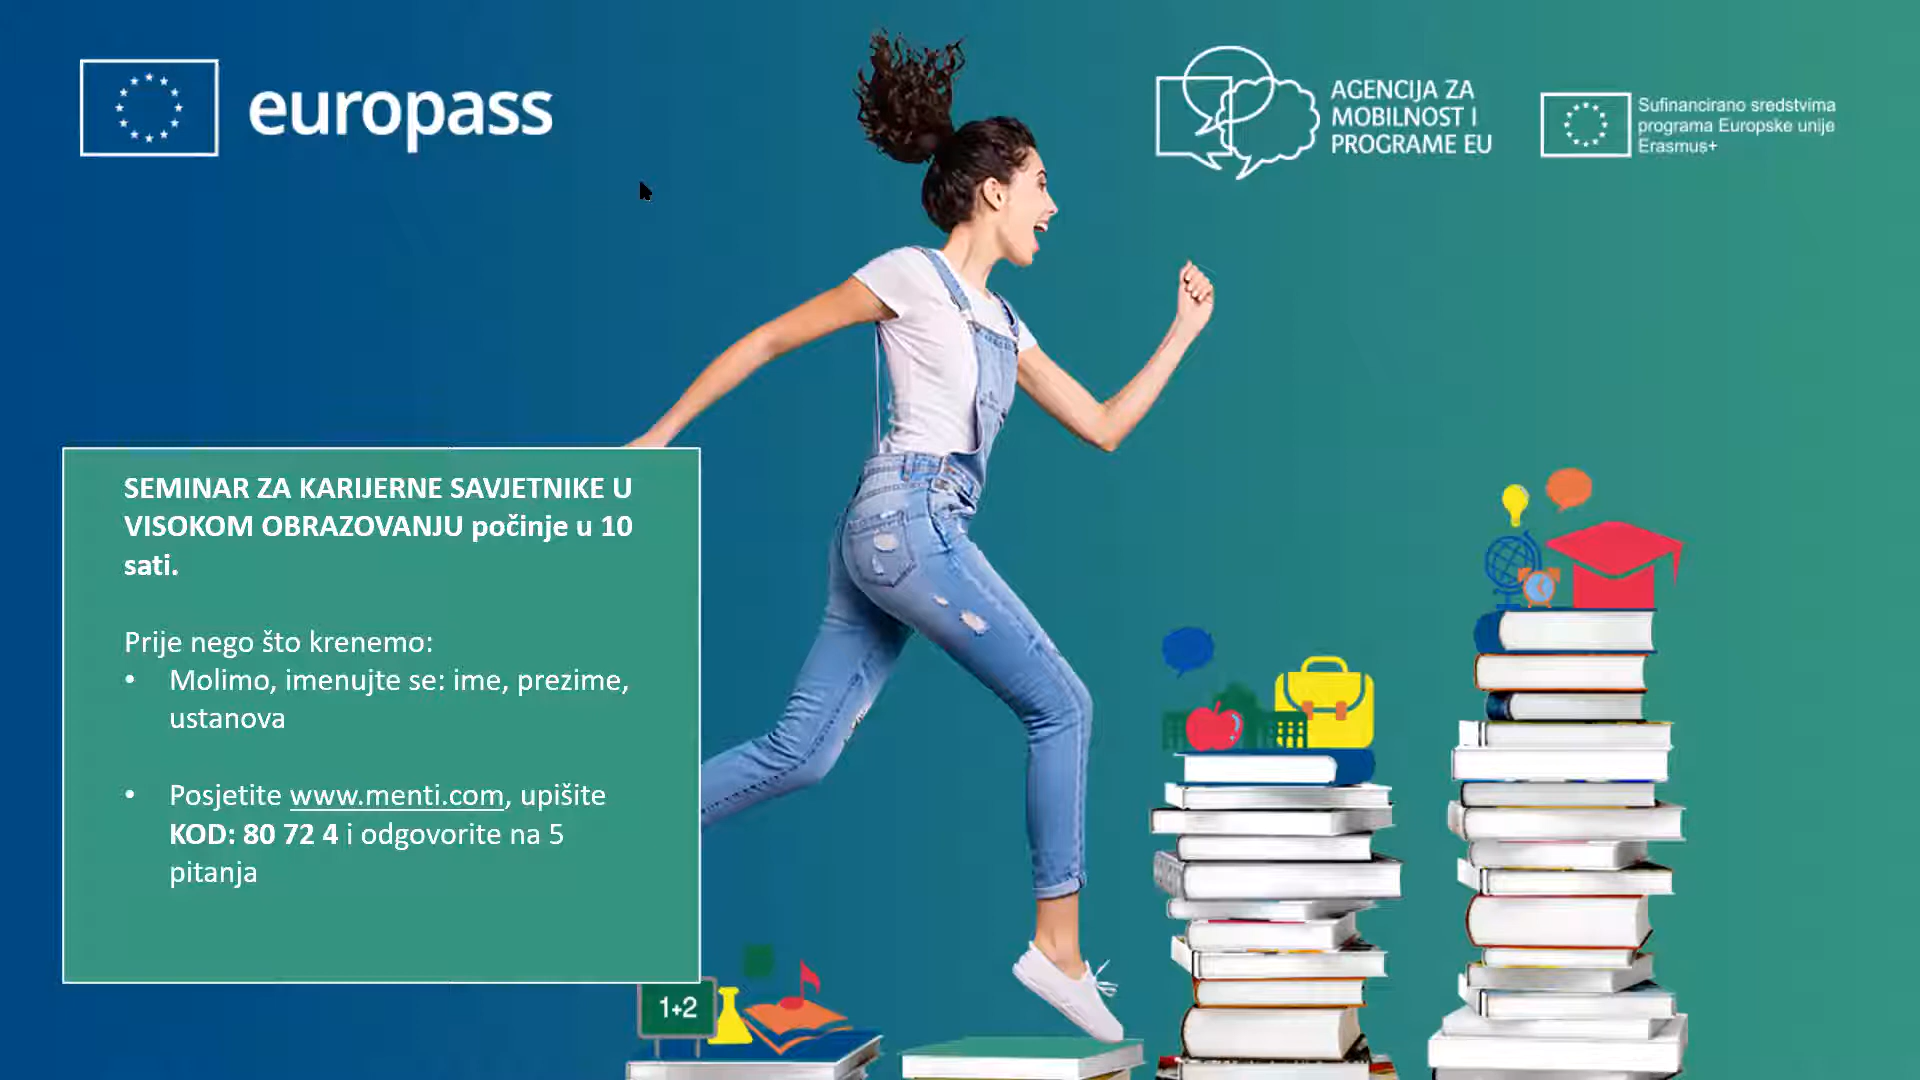 europass
AGENCIJA ZA
MOBILNOST I
PROGRAME EU
Sufinancirano sredstvima
programa Europske unije
Erasmus+
SEMINAR ZA KARIJERNE SAVJETNIKE U
VISOKOM OBRAZOVANJU počinje u 10
sati.
Prije nego što krenemo:
• Molimo, imenujte se: ime, prezime,
ustanova
• Posjetite www.menti.com, upišite
KOD: 80 72 4 i odgovorite na 5
pitanja
1+2